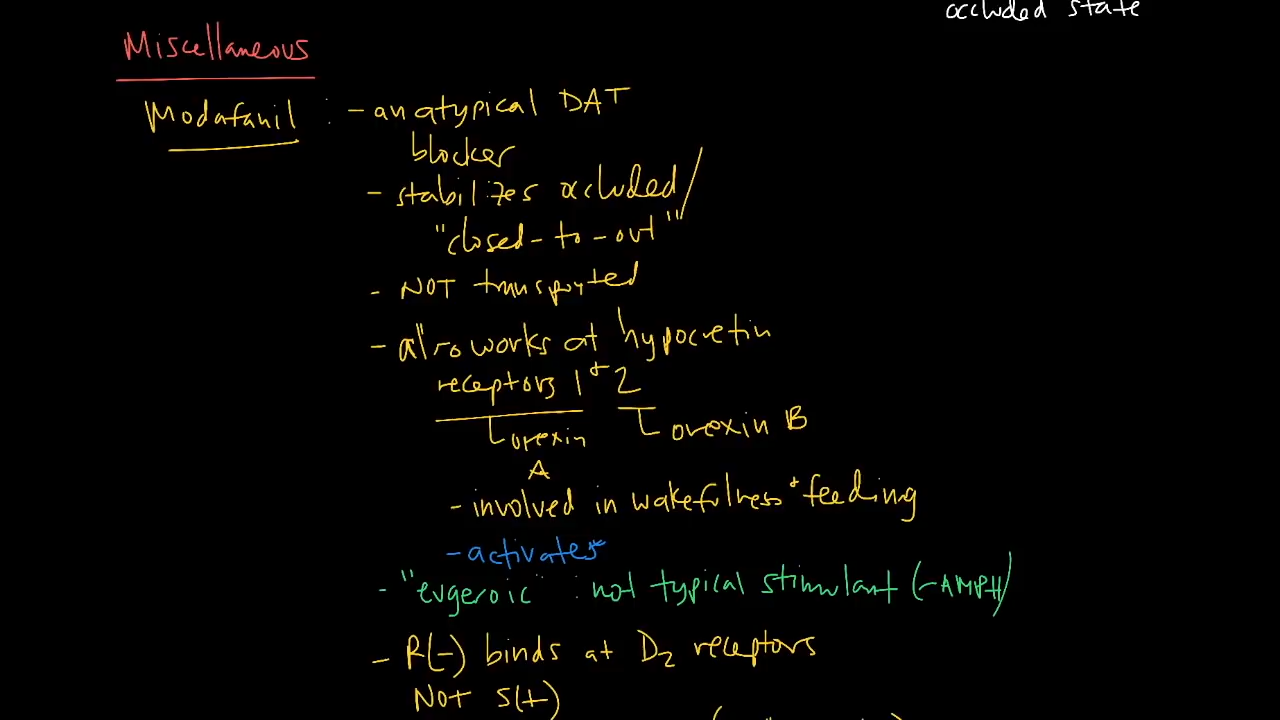 occluded state
Miscellaneous
Modafanil : - an atypical DAT
blocker
- stabilizes occluded/
"closed-to-out"
- NOT transported
- also works at hypocretin
receptors 1 + 2
orexin A
orexin B
- involved in wakefulness + feeding
- activates*
- "eugeroic" : not typical stimulant (-AMPH)
- R(-) binds at D2 receptors
NOT S(+)